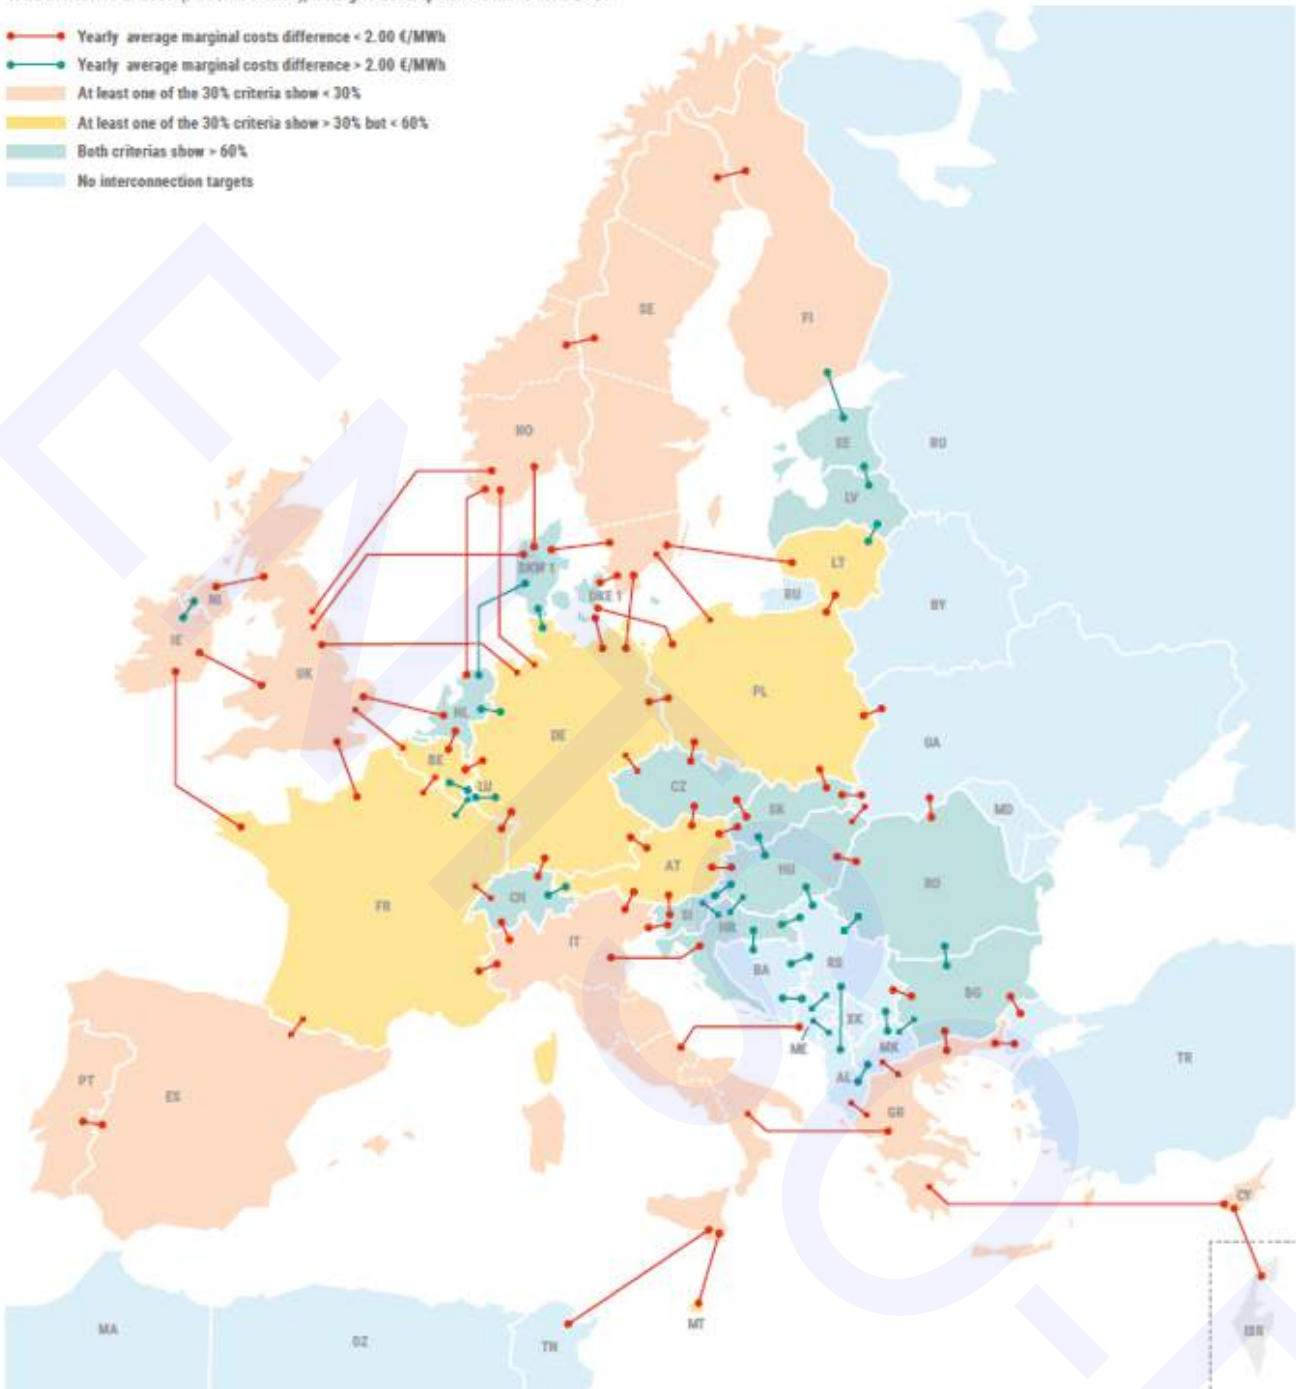 Yearly average marginal costs difference < 2.00 €/MWh
Yearly average marginal costs difference > 2.00 €/MWh
At least one of the 30% criteria show < 30%
At least one of the 30% criteria show > 30% but < 60%
Both criterias show > 60%
No interconnection targets
SE
FI
NO
EE
RU
LV
DKW 1
LT
DKE 1
RU
BY
NI
IE
UK
PL
NL
DE
UA
BE
LU
CZ
SK
MD
AT
HU
RO
CH
FR
SI
HR
IT
BA
RS
BG
XK
ME
MK
TR
PT
ES
AL
GR
CY
MA
DZ
TN
MT
ISR